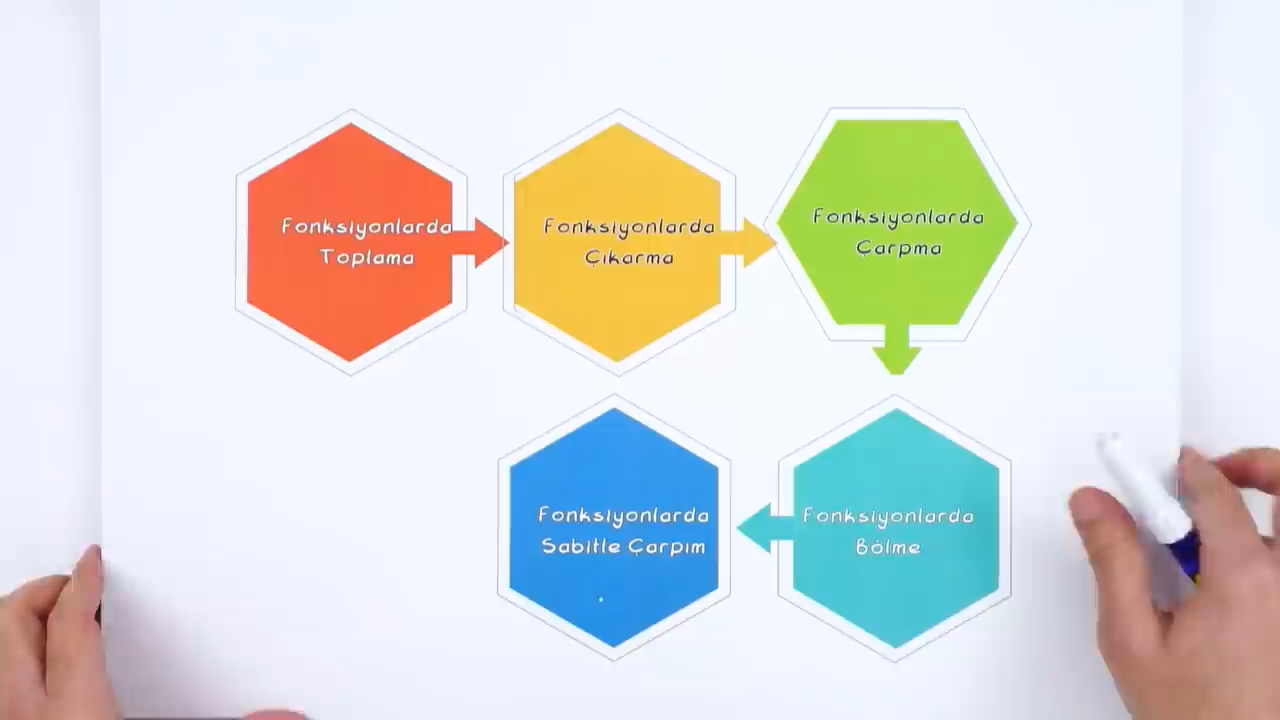 Fonksiyonlarda
Toplama
Fonksiyonlarda
Çıkarma
Fonksiyonlarda
Çarpma
Fonksiyonlarda
Bölme
Fonksiyonlarda
Sabitle Çarpım